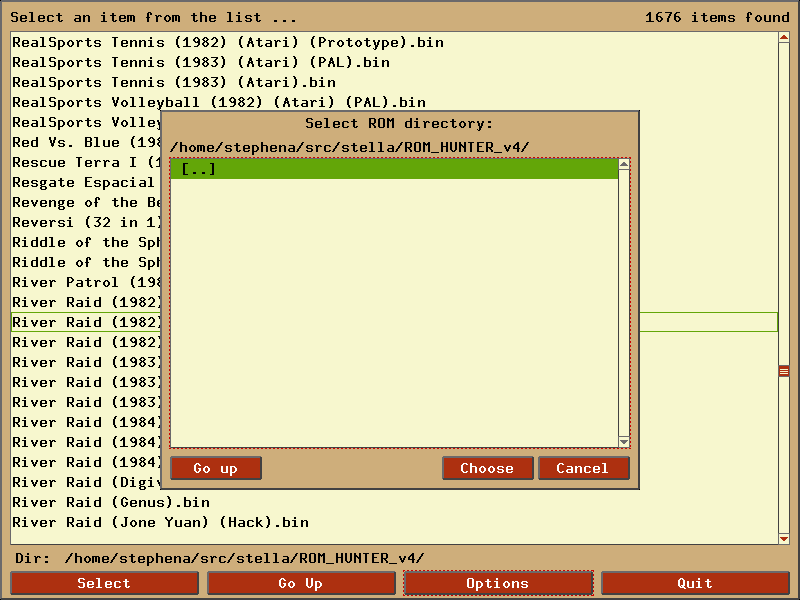 Select an item from the list ... 1676 items found
RealSports Tennis (1982) (Atari) (Prototype).bin
RealSports Tennis (1983) (Atari) (PAL).bin
RealSports Tennis (1983) (Atari).bin
RealSports Volleyball (1982) (Atari) (PAL).bin
RealSports Volley
Red Vs. Blue (198
Rescue Terra I (1
Resgate Espacial
Revenge of the Be
Reversi (32 in 1)
Riddle of the Sph
Riddle of the Sph
River Patrol (198
River Raid (1982)
River Raid (1982)
River Raid (1982)
River Raid (1983)
River Raid (1983)
River Raid (1983)
River Raid (1984)
River Raid (1984)
River Raid (1984)
River Raid (Digiv
River Raid (Genus).bin
River Raid (Jone Yuan) (Hack).bin
Select ROM directory:
/home/stephena/src/stella/ROM_HUNTER_v4/
[..]
Go up Choose Cancel
Dir: /home/stephena/src/stella/ROM_HUNTER_v4/
Select Go Up Options Quit